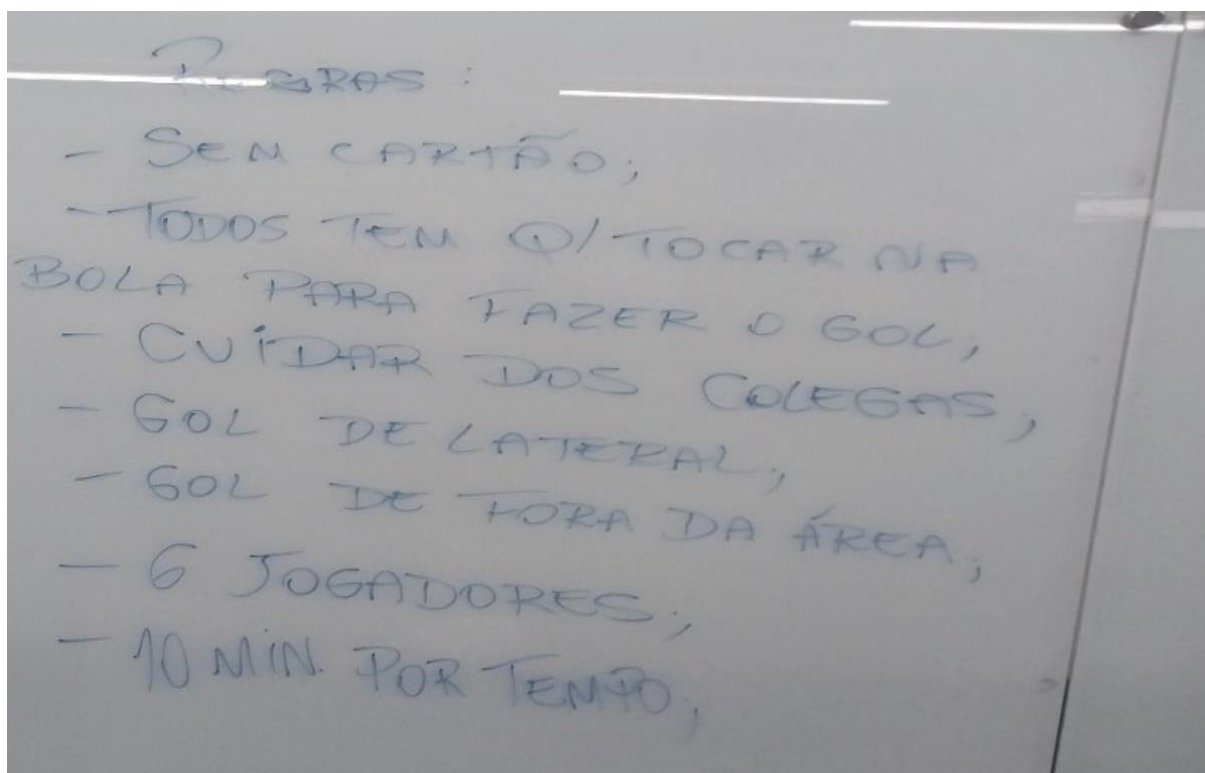 REGRAS:
- SEM CARTÃO;
- TODOS TEM Q/ TOCAR NA
BOLA PARA FAZER O GOL;
- CUIDAR DOS COLEGAS;
- GOL DE LATERAL;
- GOL DE FORA DA ÁREA;
- 6 JOGADORES;
- 10 MIN. POR TEMPO;